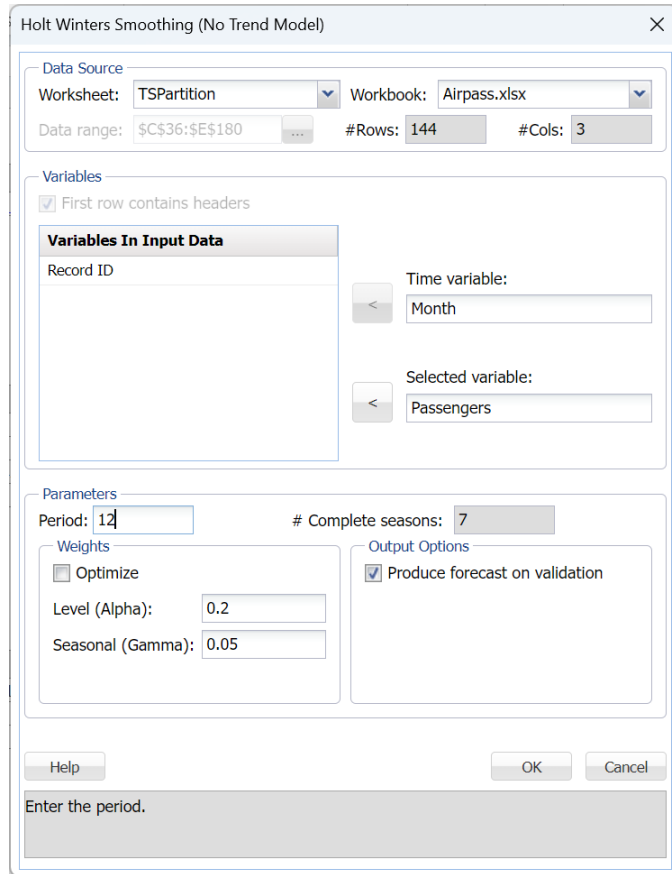 Holt Winters Smoothing (No Trend Model)
Data Source
Worksheet: TSPartition Workbook: Airpass.xlsx
Data range: $C$36:$E$180 ... #Rows: 144 #Cols: 3
Variables
First row contains headers
Variables In Input Data
Record ID
Time variable:
< Month
Selected variable:
< Passengers
Parameters
Period: 12 # Complete seasons: 7
Weights Output Options
Optimize Produce forecast on validation
Level (Alpha): 0.2
Seasonal (Gamma): 0.05
Help OK Cancel
Enter the period.